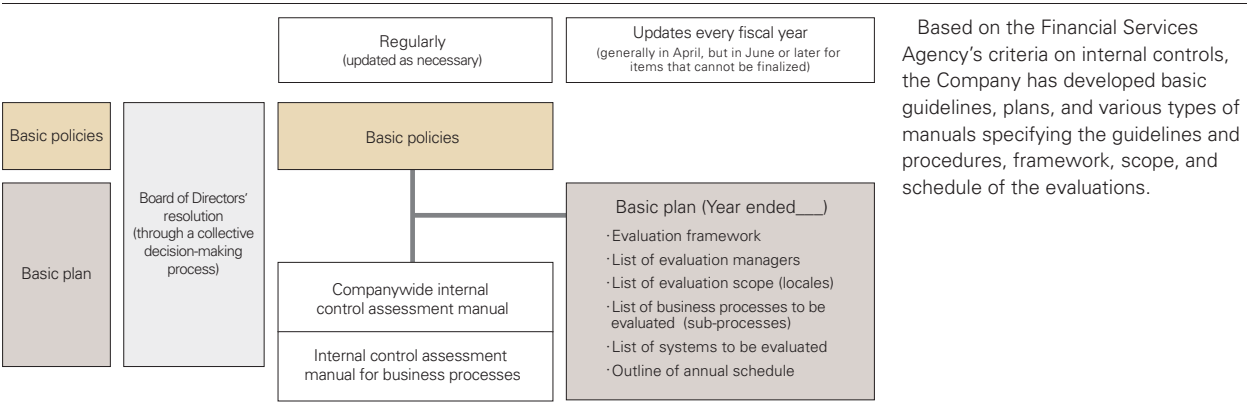 Regularly
(updated as necessary)
Updates every fiscal year
(generally in April, but in June or later for
items that cannot be finalized)
Basic policies
Basic plan
Board of Directors’
resolution
(through a collective
decision-making
process)
Basic policies
Companywide internal
control assessment manual
Internal control assessment
manual for business processes
Basic plan (Year ended___)
·Evaluation framework
·List of evaluation managers
·List of evaluation scope (locales)
·List of business processes to be
evaluated (sub-processes)
·List of systems to be evaluated
·Outline of annual schedule
Based on the Financial Services
Agency’s criteria on internal controls,
the Company has developed basic
guidelines, plans, and various types of
manuals specifying the guidelines and
procedures, framework, scope, and
schedule of the evaluations.